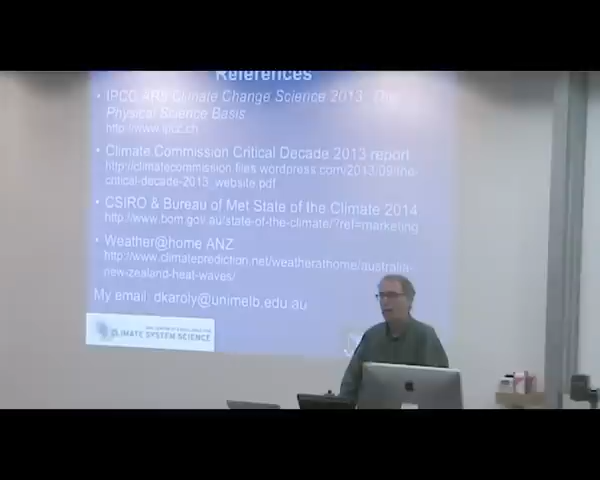 References
• IPCC AR5 Climate Change Science 2013: The
Physical Science Basis
http://www.ipcc.ch
• Climate Commission Critical Decade 2013 report
http://climatecommission.files.wordpress.com/2013/09/the-
critical-decade-2013_website.pdf
• CSIRO & Bureau of Met State of the Climate 2014
http://www.bom.gov.au/state-of-the-climate/?ref=marketing
• Weather@home ANZ
http://www.climateprediction.net/weatherathome/australia-
new-zealand-heat-waves/
My email: dkaroly@unimelb.edu.au
CLIMATE SYSTEM SCIENCE